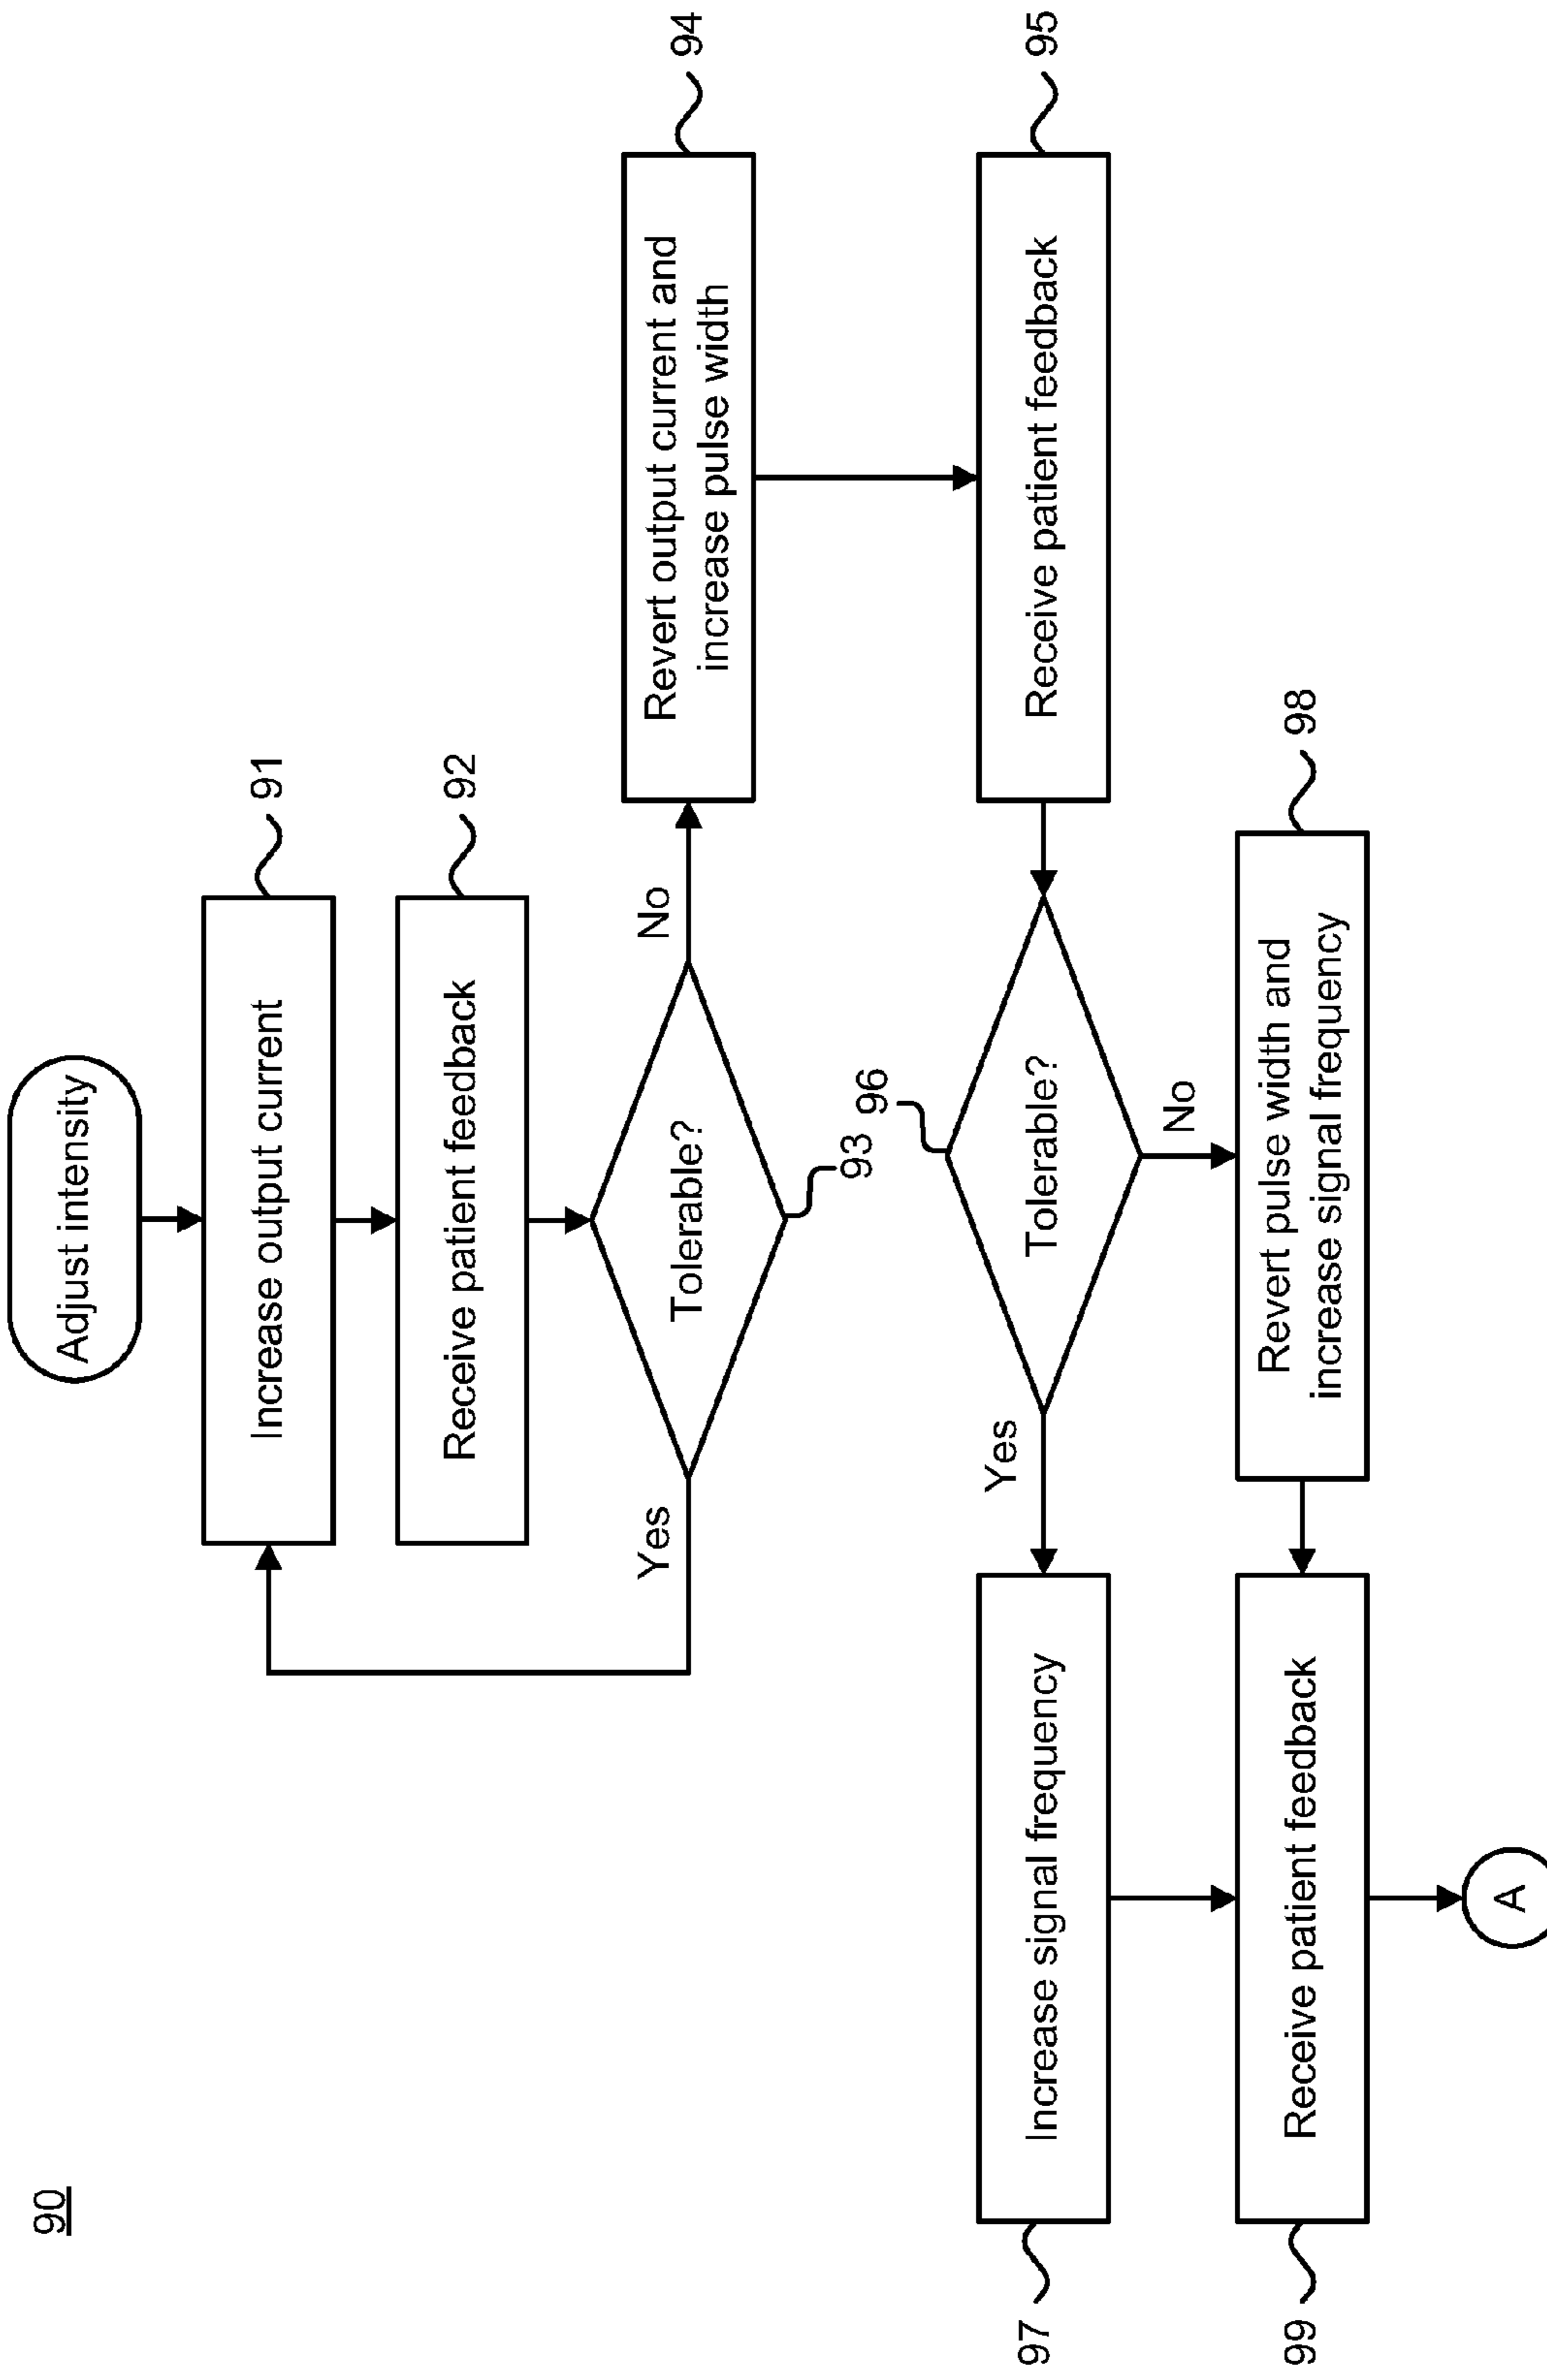 90
Adjust intensity
Increase output current
91
Receive patient feedback
92
Tolerable?
93
Yes
No
Revert output current and
increase pulse width
94
Receive patient feedback
95
Tolerable?
96
Yes
No
Increase signal frequency
97
Revert pulse width and
increase signal frequency
98
Receive patient feedback
99
A